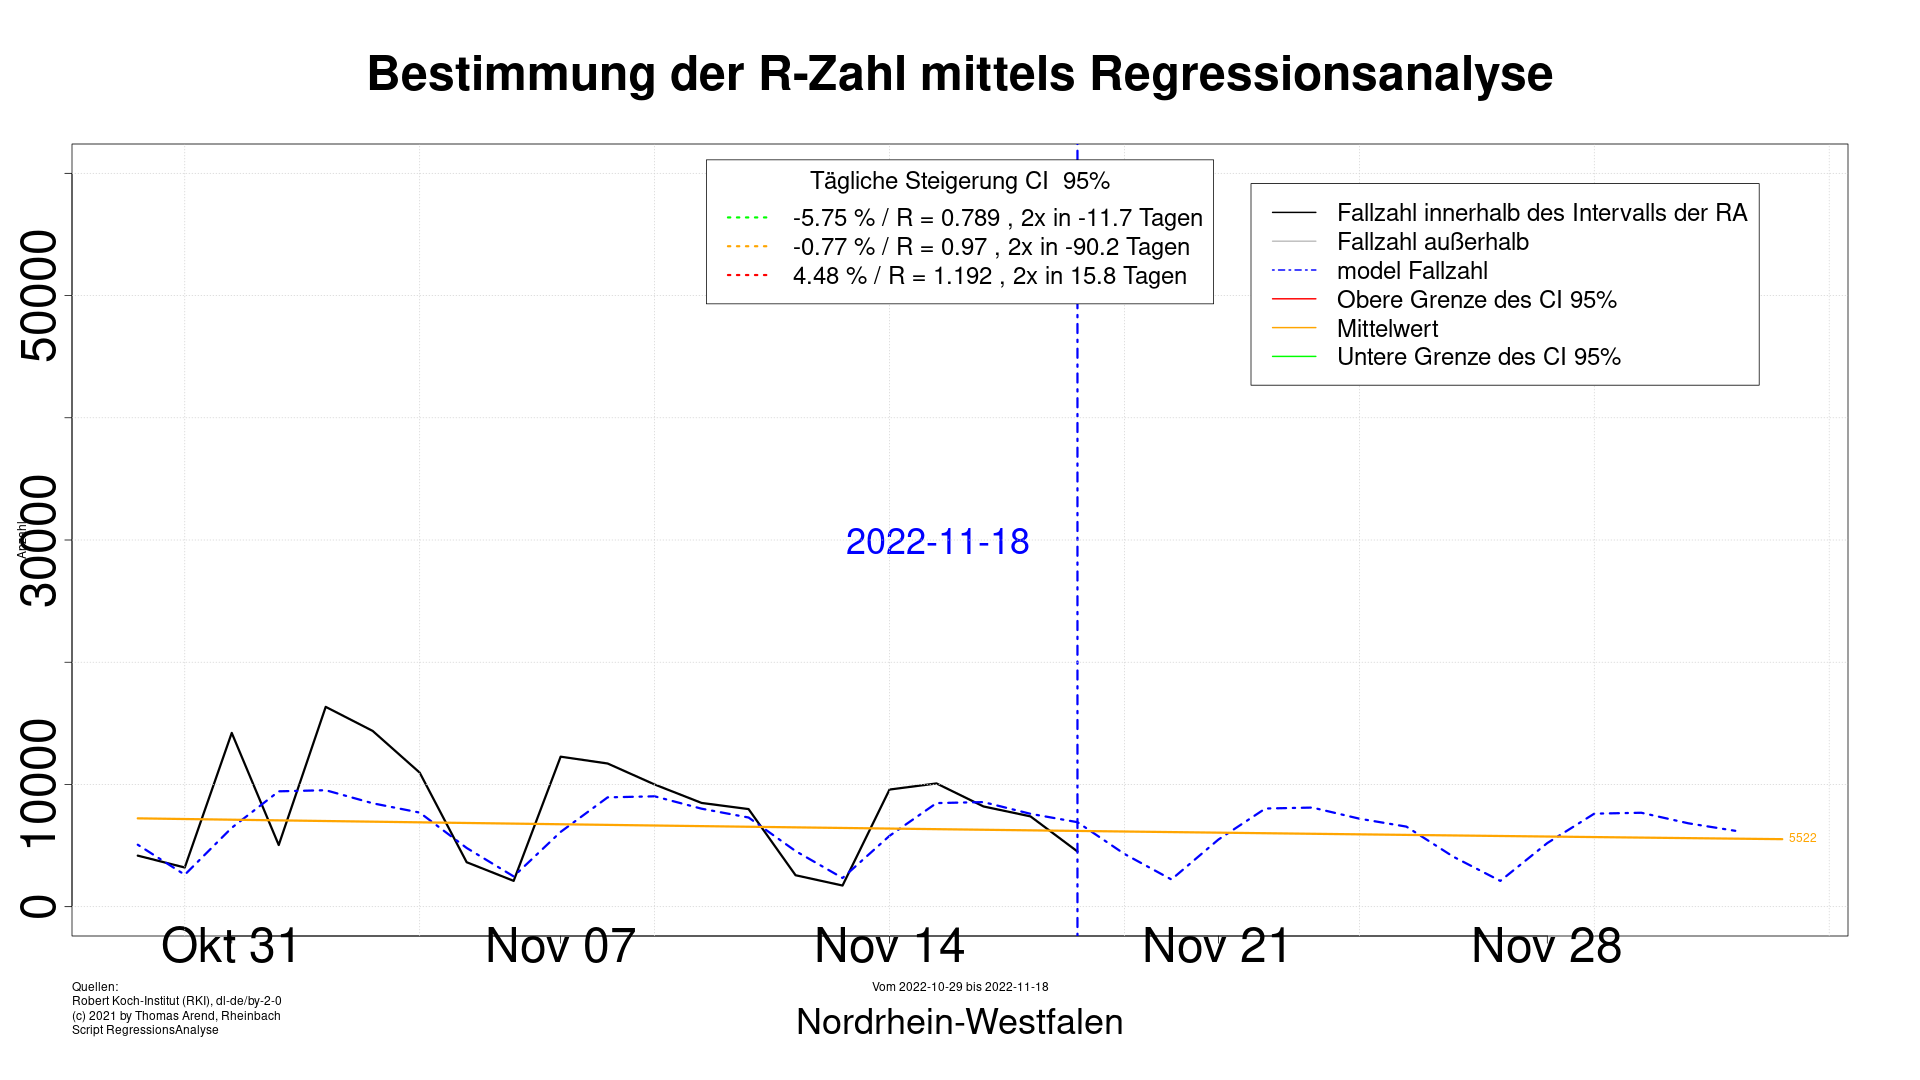 Bestimmung der R-Zahl mittels Regressionsanalyse
Tägliche Steigerung CI  95%
-5.75 % / R = 0.789 , 2x in -11.7 Tagen
-0.77 % / R = 0.97 , 2x in -90.2 Tagen
4.48 % / R = 1.192 , 2x in 15.8 Tagen
Fallzahl innerhalb des Intervalls der RA
Fallzahl außerhalb
model Fallzahl
Obere Grenze des CI 95%
Mittelwert
Untere Grenze des CI 95%
50000
30000
10000
0
Anzahl
2022-11-18
5522
Okt 31
Nov 07
Nov 14
Nov 21
Nov 28
Quellen:
Robert Koch-Institut (RKI), dl-de/by-2-0
(c) 2021 by Thomas Arend, Rheinbach
Script RegressionsAnalyse
Vom 2022-10-29 bis 2022-11-18
Nordrhein-Westfalen